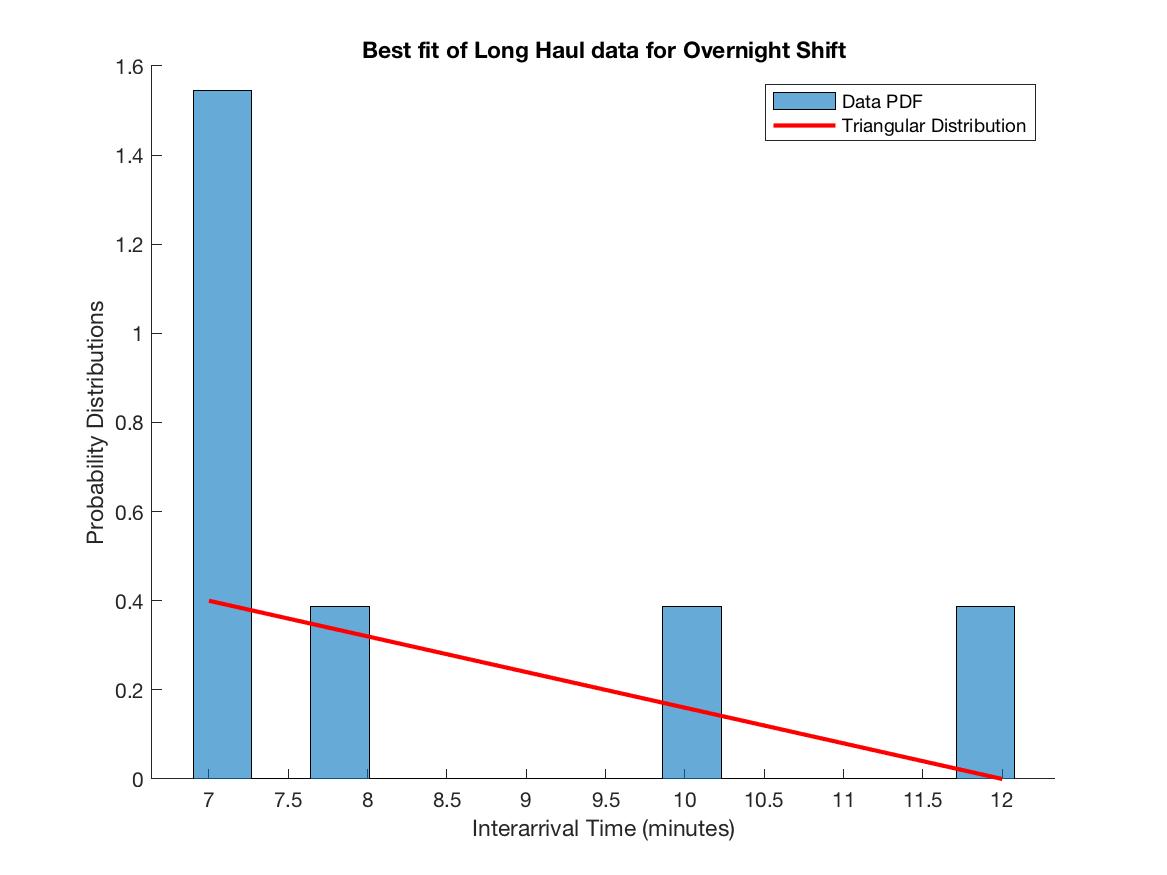 Best fit of Long Haul data for Overnight Shift
Data PDF
Triangular Distribution
Probability Distributions
1.6
1.4
1.2
1
0.8
0.6
0.4
0.2
0
7 7.5 8 8.5 9 9.5 10 10.5 11 11.5 12
Interarrival Time (minutes)